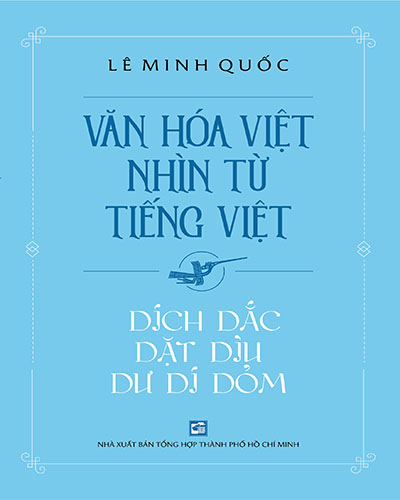 LÊ MINH QUỐC
VĂN HÓA VIỆT
NHÌN TỪ
TIẾNG VIỆT
DÍCH DẮC
DẶT DÌU
DƯ DÍ DỎM
NHÀ XUẤT BẢN TỔNG HỢP THÀNH PHỐ HỒ CHÍ MINH